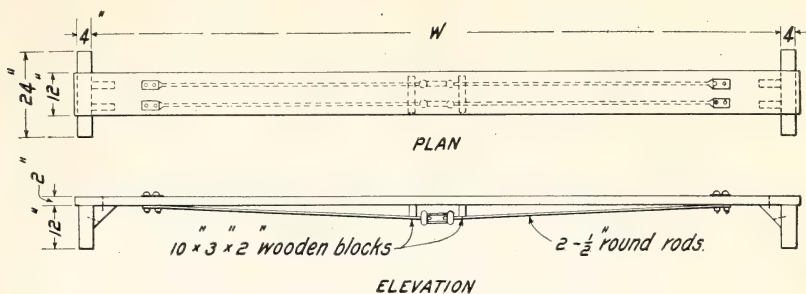 4" W 4"
24"
12"
PLAN
2"
12"
10" x 3" x 2" wooden blocks 2 - ½" round rods.
ELEVATION